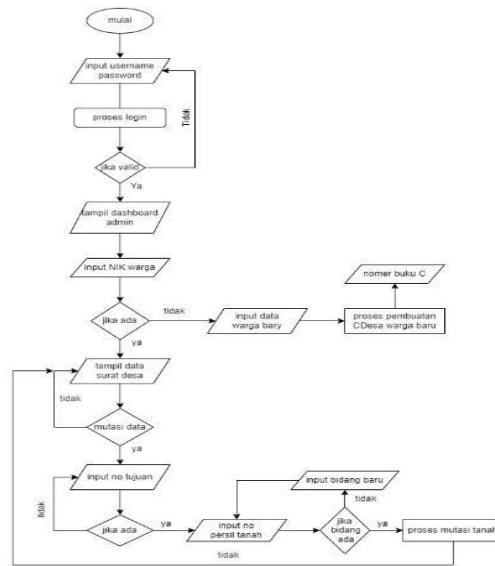 mulai
input username
password
proses login
Tidak
jika valid
Ya
tampil dashboard
admin
input NIK warga
nomer buku C
jika ada
tidak
input data
warga bary
proses pembuatan
CDesa warga baru
ya
tampil data
surat desa
tidak
mutasi data
ya
input no tujuan
input bidang baru
tidak
tidak
jika ada
ya
input no
persil tanah
jika
bidang
ada
ya
proses mutasi tanah
tidak